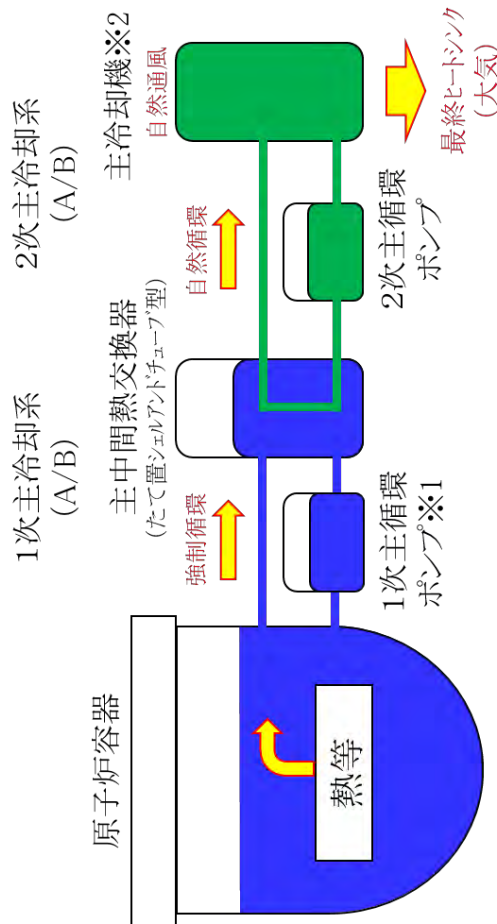 原子炉容器
熱等
1次主冷却系
(A/B)
主中間熱交換器
(たて置シェルアンドチューブ型)
強制循環
1次主循環
ポンプ※1
2次主冷却系
(A/B)
主冷却機※2
自然通風
自然循環
2次主循環
ポンプ
最終ヒートシンク
(大気)